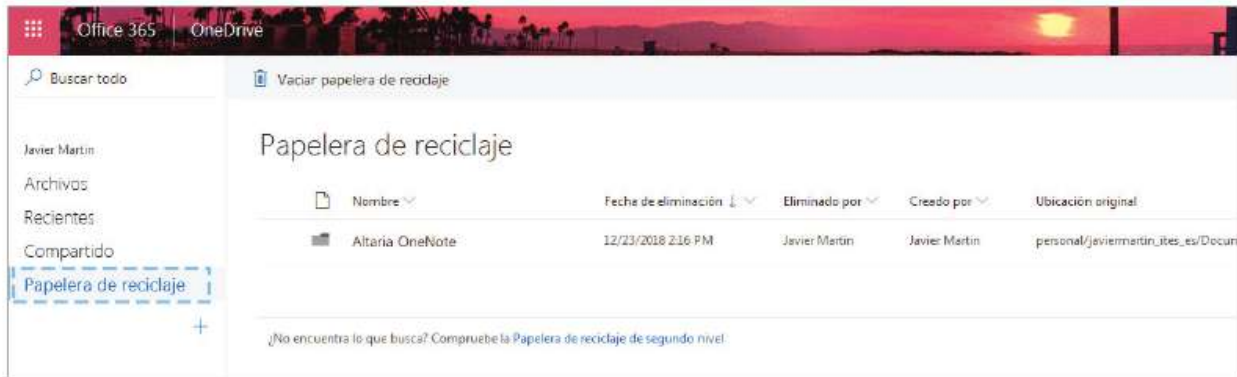 Office 365 OneDrive
Buscar todo
Vaciar papelera de reciclaje
Javier Martin
Archivos
Recientes
Compartido
Papelera de reciclaje
Papelera de reciclaje
Nombre Fecha de eliminación Eliminado por Creado por Ubicación original
Altaria OneNote 12/23/2018 2:16 PM Javier Martin Javier Martin personal/javiermartin_ites_es/Docum
¿No encuentra lo que busca? Compruebe la Papelera de reciclaje de segundo nivel